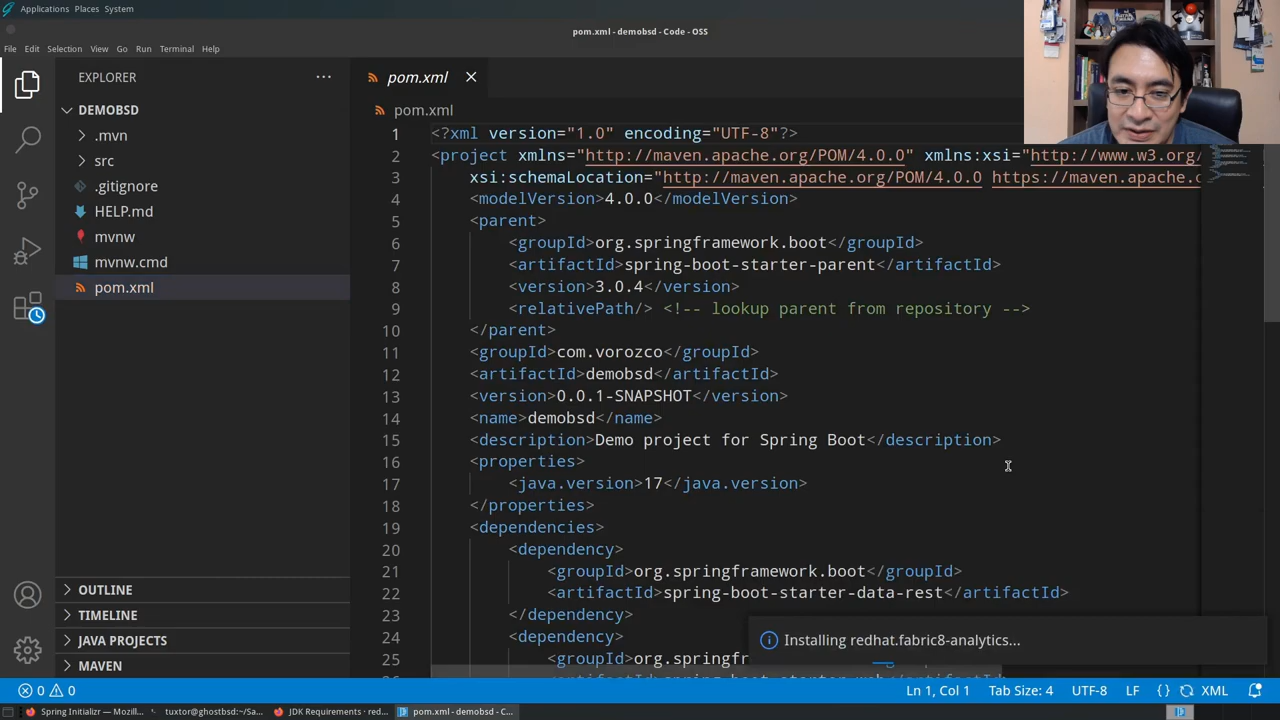 Applications Places System
pom.xml - demobsd - Code - OSS
File Edit Selection View Go Run Terminal Help
EXPLORER
DEMOBSD
.mvn
src
.gitignore
HELP.md
mvnw
mvnw.cmd
pom.xml
OUTLINE
TIMELINE
JAVA PROJECTS
MAVEN
pom.xml
pom.xml
1 <?xml version="1.0" encoding="UTF-8"?>
2 <project xmlns="http://maven.apache.org/POM/4.0.0" xmlns:xsi="http://www.w3.org/
3 xsi:schemaLocation="http://maven.apache.org/POM/4.0.0 https://maven.apache.o
4 <modelVersion>4.0.0</modelVersion>
5 <parent>
6 <groupId>org.springframework.boot</groupId>
7 <artifactId>spring-boot-starter-parent</artifactId>
8 <version>3.0.4</version>
9 <relativePath/> <!-- lookup parent from repository -->
10 </parent>
11 <groupId>com.vorozco</groupId>
12 <artifactId>demobsd</artifactId>
13 <version>0.0.1-SNAPSHOT</version>
14 <name>demobsd</name>
15 <description>Demo project for Spring Boot</description>
16 <properties>
17 <java.version>17</java.version>
18 </properties>
19 <dependencies>
20 <dependency>
21 <groupId>org.springframework.boot</groupId>
22 <artifactId>spring-boot-starter-data-rest</artifactId>
23 </dependency>
24 <dependency>
25 <groupId>org.springfr
Installing redhat.fabric8-analytics...
0 0
Ln 1, Col 1 Tab Size: 4 UTF-8 LF {} XML
Spring Initializr — Mozill... tuxtor@ghostbsd:~/Sa... JDK Requirements · red... pom.xml - demobsd - C...